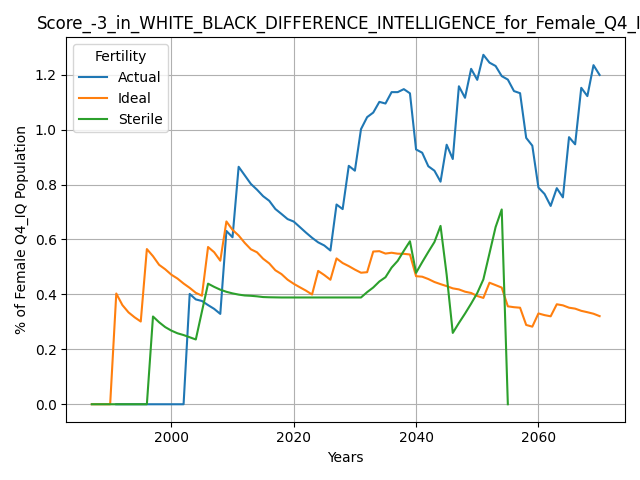 Score_-3_in_WHITE_BLACK_DIFFERENCE_INTELLIGENCE_for_Female_Q4_I
Fertility
Actual
Ideal
Sterile
% of Female Q4_IQ Population
1.2
1.0
0.8
0.6
0.4
0.2
0.0
2000 2020 2040 2060
Years